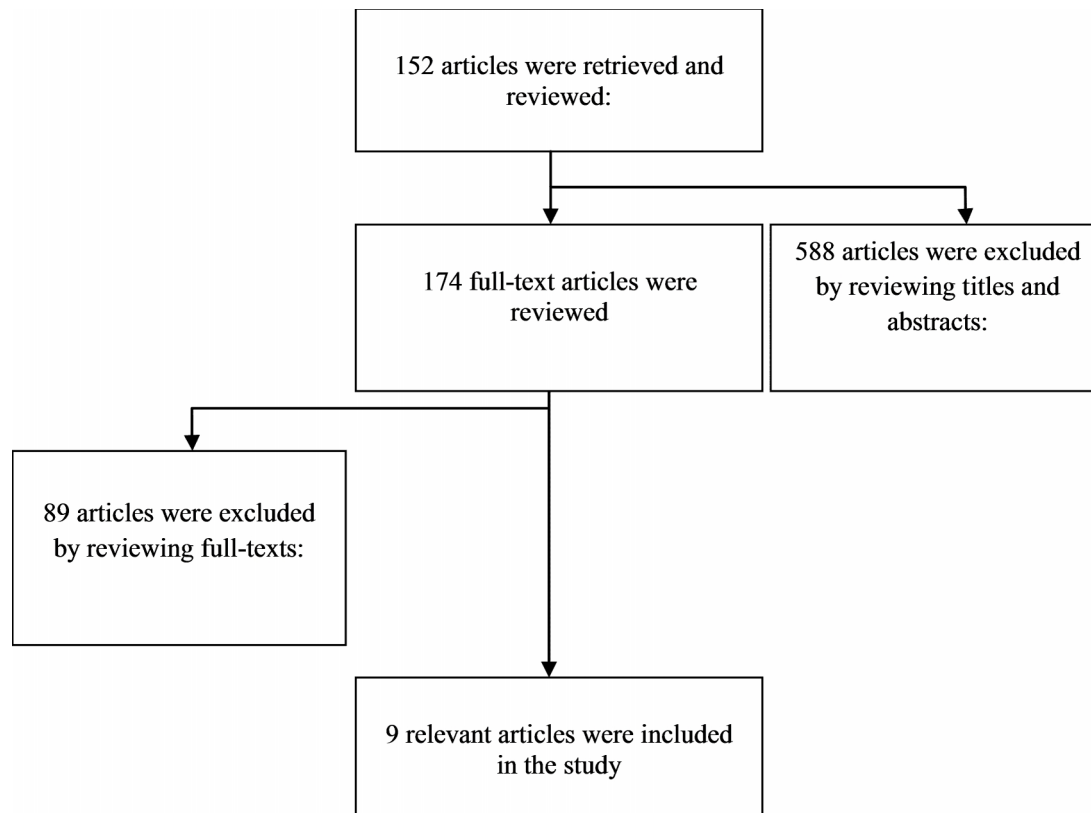 152 articles were retrieved and
reviewed:
174 full-text articles were
reviewed
588 articles were excluded
by reviewing titles and
abstracts:
89 articles were excluded
by reviewing full-texts:
9 relevant articles were included
in the study